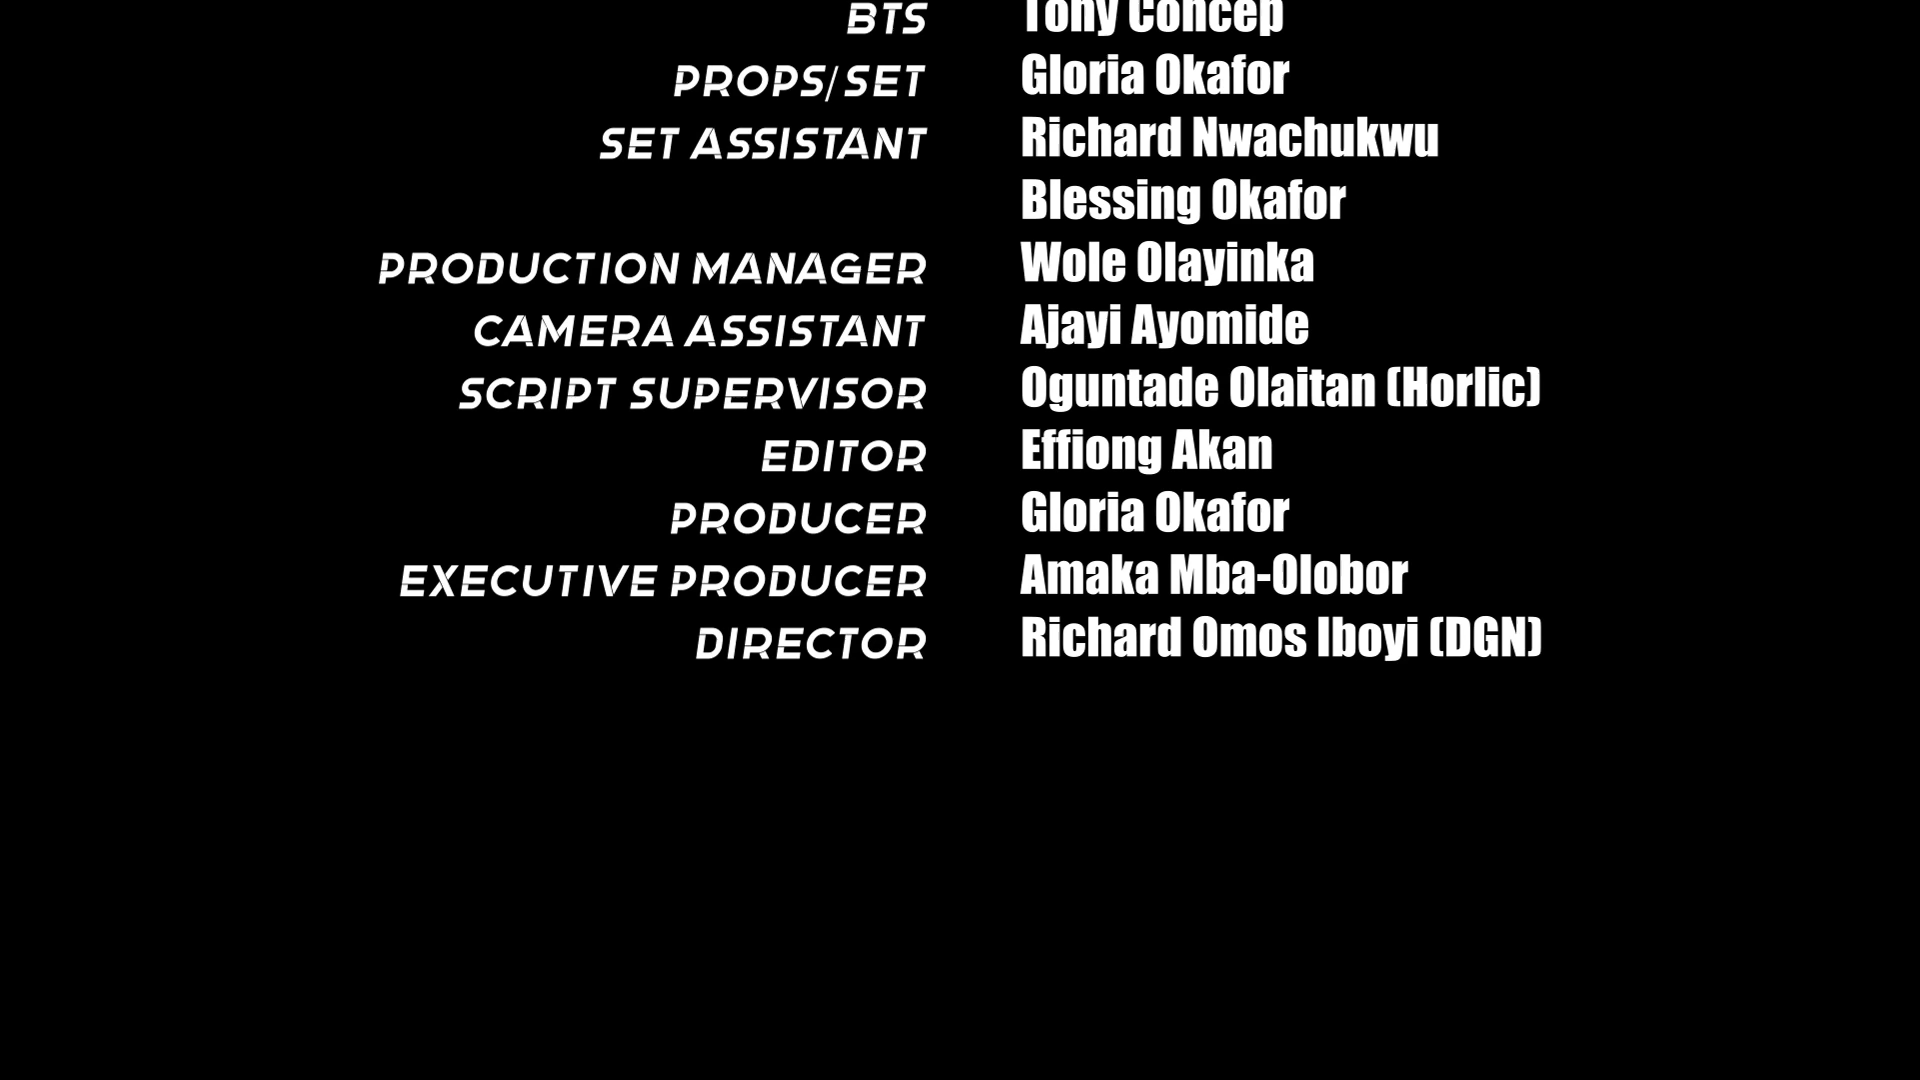 BTS Tony Concep
PROPS/SET Gloria Okafor
SET ASSISTANT Richard Nwachukwu
Blessing Okafor
PRODUCTION MANAGER Wole Olayinka
CAMERA ASSISTANT Ajayi Ayomide
SCRIPT SUPERVISOR Oguntade Olaitan (Horlic)
EDITOR Effiong Akan
PRODUCER Gloria Okafor
EXECUTIVE PRODUCER Amaka Mba-Olobor
DIRECTOR Richard Omos Iboyi (DGN)